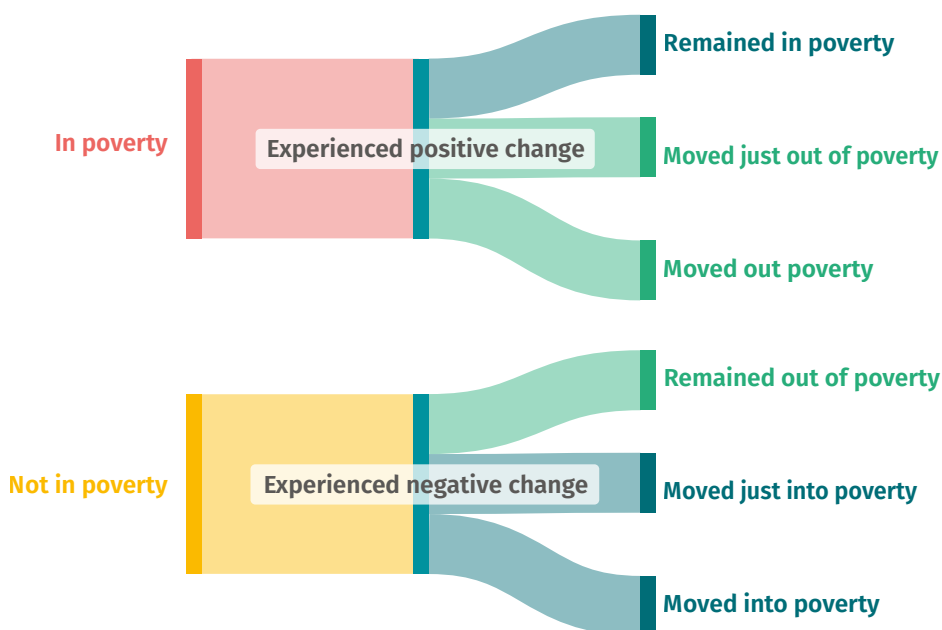 In poverty
Experienced positive change
Remained in poverty
Moved just out of poverty
Moved out poverty
Not in poverty
Experienced negative change
Remained out of poverty
Moved just into poverty
Moved into poverty